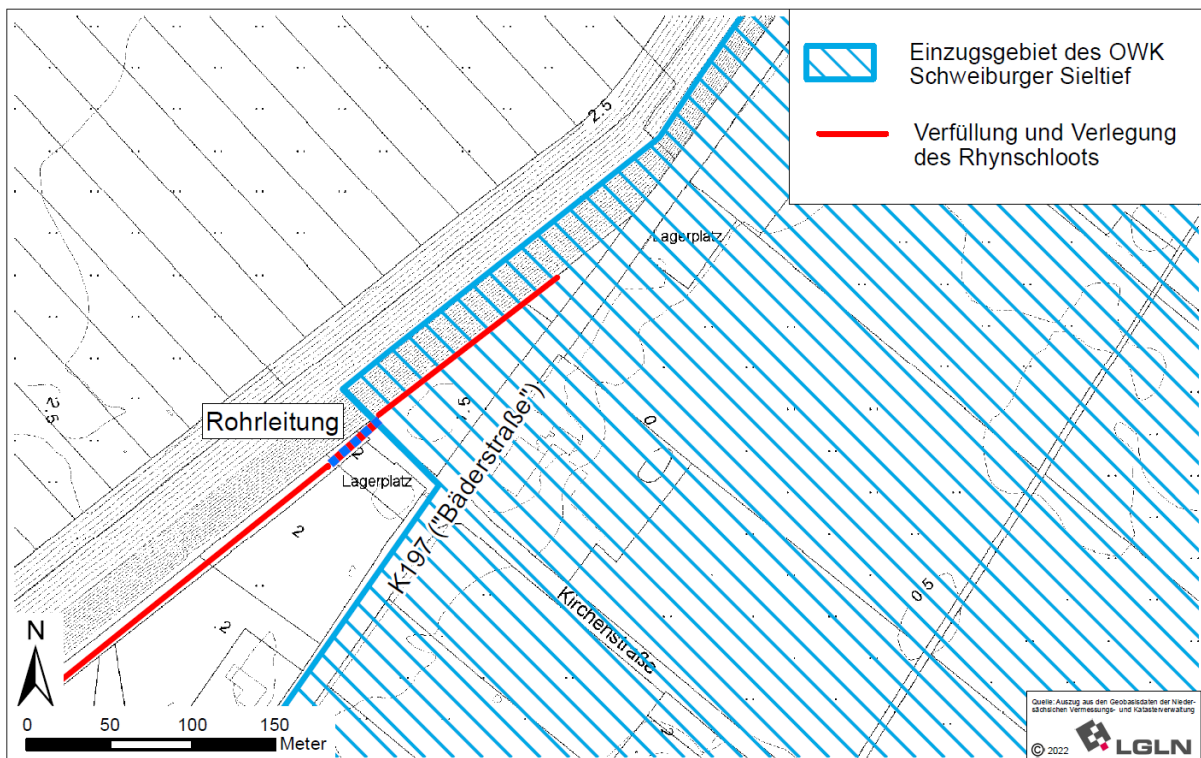 Einzugsgebiet des OWK
Schweiburger Sieltief
Verfüllung und Verlegung
des Rhynschloots
2.5
Lagerplatz
Rohrleitung
2.5
1.5
0
2
Lagerplatz
2
K197 ("Bäderstraße")
0.5
Kirchenstraße
2
N
0 50 100 150
Meter
Quelle: Auszug aus den Geobasisdaten der Nieder-
sächsichen Vermessungs- und Katasterverwaltung
© 2022 LGLN